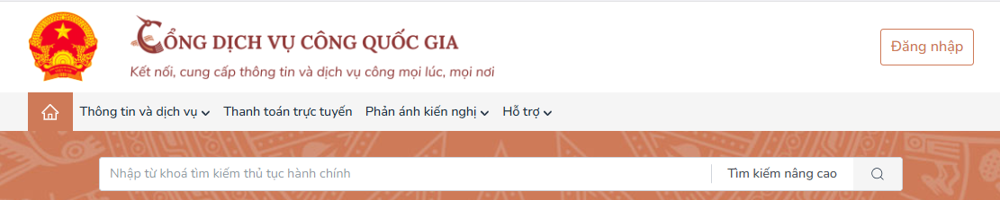 CỔNG DỊCH VỤ CÔNG QUỐC GIA
Kết nối, cung cấp thông tin và dịch vụ công mọi lúc, mọi nơi
Đăng nhập
Thông tin và dịch vụ Thanh toán trực tuyến Phản ánh kiến nghị Hỗ trợ
Nhập từ khoá tìm kiếm thủ tục hành chính Tìm kiếm nâng cao